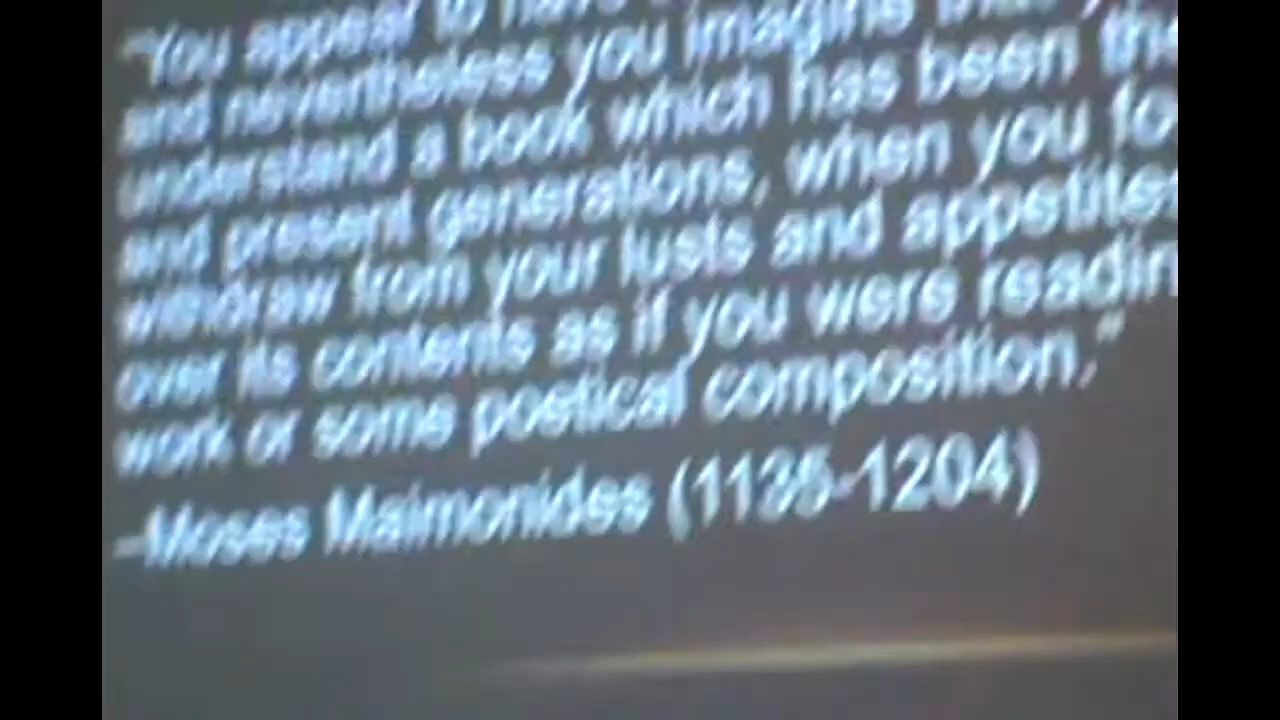 “You appear to have
and nevertheless you imagine
understand a book which has been
and present generations, when you
withdraw from your lusts and appetites
over its contents as if you were
work or some poetical composition.”
–Moses Maimonides (1135-1204)